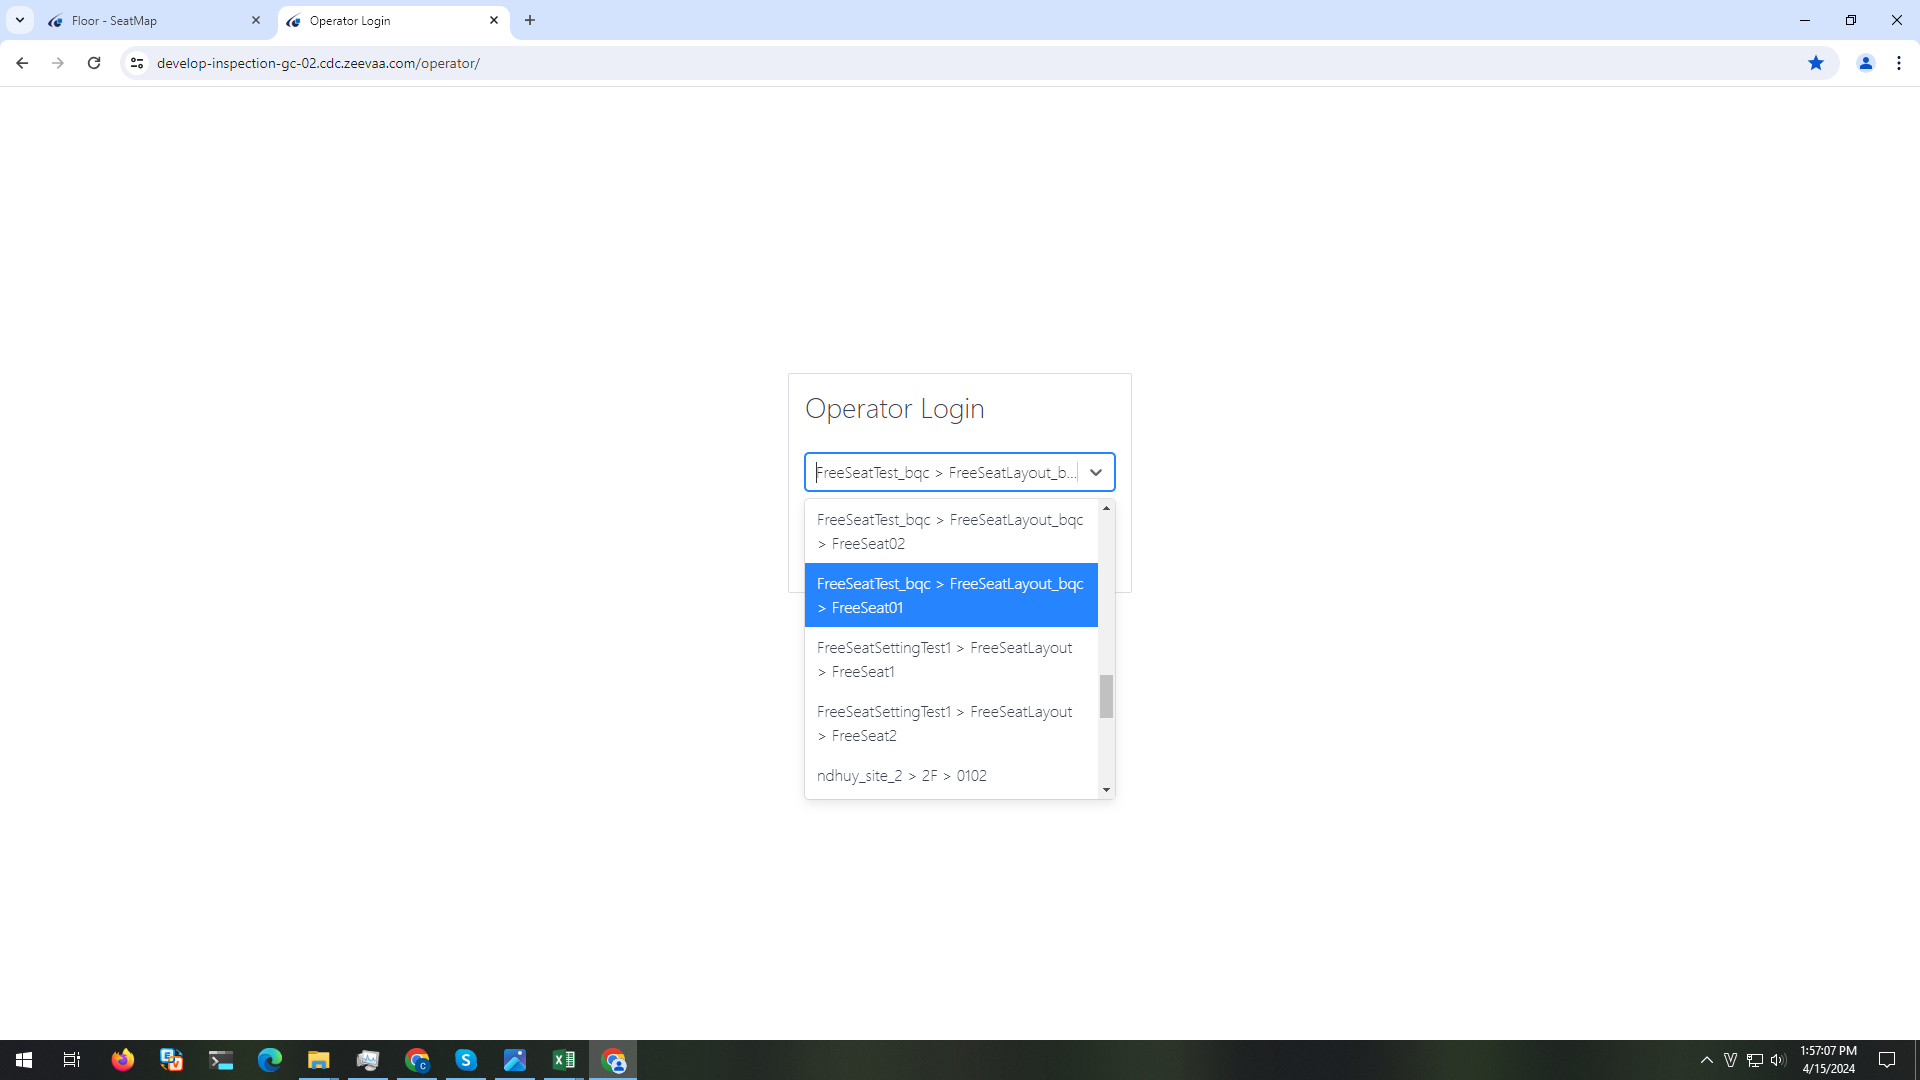 Floor - SeatMap
Operator Login
develop-inspection-gc-02.cdc.zeevaa.com/operator/
Operator Login
FreeSeatTest_bqc > FreeSeatLayout_b...
FreeSeatTest_bqc > FreeSeatLayout_bqc
> FreeSeat02
FreeSeatTest_bqc > FreeSeatLayout_bqc
> FreeSeat01
FreeSeatSettingTest1 > FreeSeatLayout
> FreeSeat1
FreeSeatSettingTest1 > FreeSeatLayout
> FreeSeat2
ndhuy_site_2 > 2F > 0102
1:57:07 PM
4/15/2024